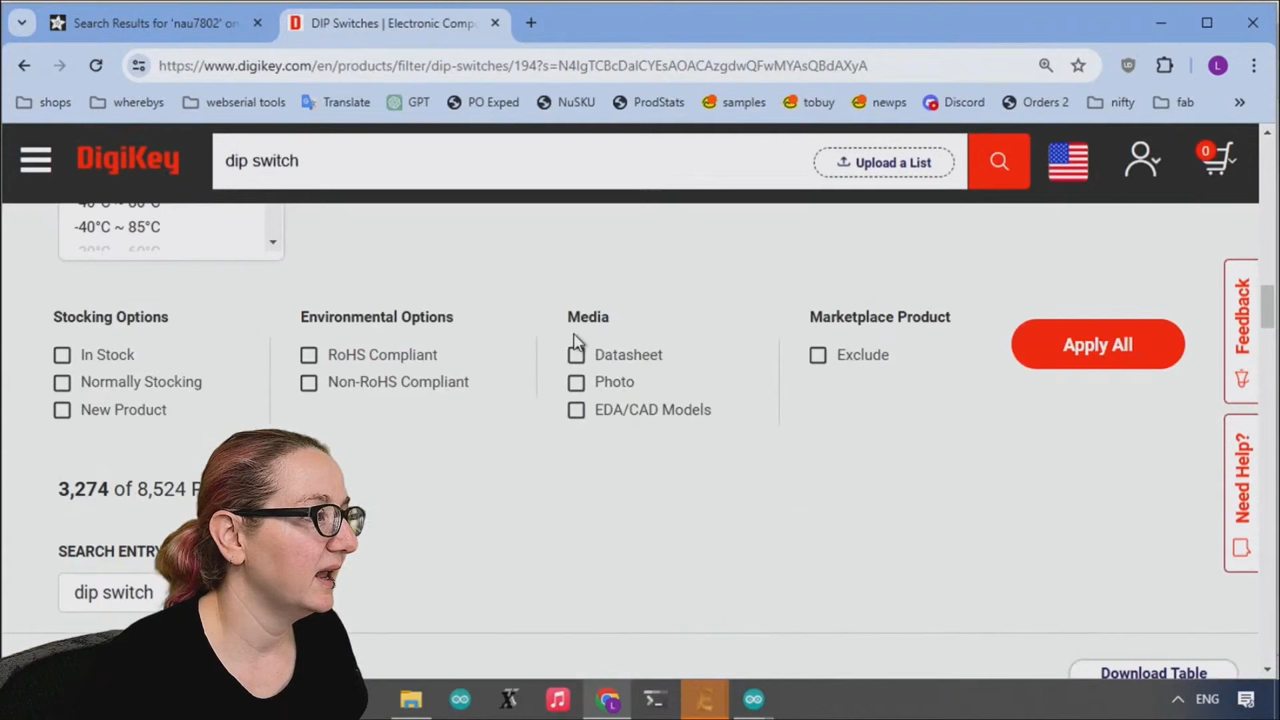 Search Results for 'nau7802' on
DIP Switches | Electronic Comp
https://www.digikey.com/en/products/filter/dip-switches/194?s=N4IgTCBcDaICYEsAOACAzgdwQFwMYAsQBdAXyA
shops
wherebys
webserial tools
Translate
GPT
PO Exped
NuSKU
ProdStats
samples
tobuy
newps
Discord
Orders 2
nifty
fab
DigiKey
dip switch
Upload a List
0
-40°C ~ 85°C
Stocking Options
In Stock
Normally Stocking
New Product
Environmental Options
RoHS Compliant
Non-RoHS Compliant
Media
Datasheet
Photo
EDA/CAD Models
Marketplace Product
Exclude
Apply All
Feedback
Need Help?
3,274 of 8,524
SEARCH ENTRY
dip switch
Download Table
ENG